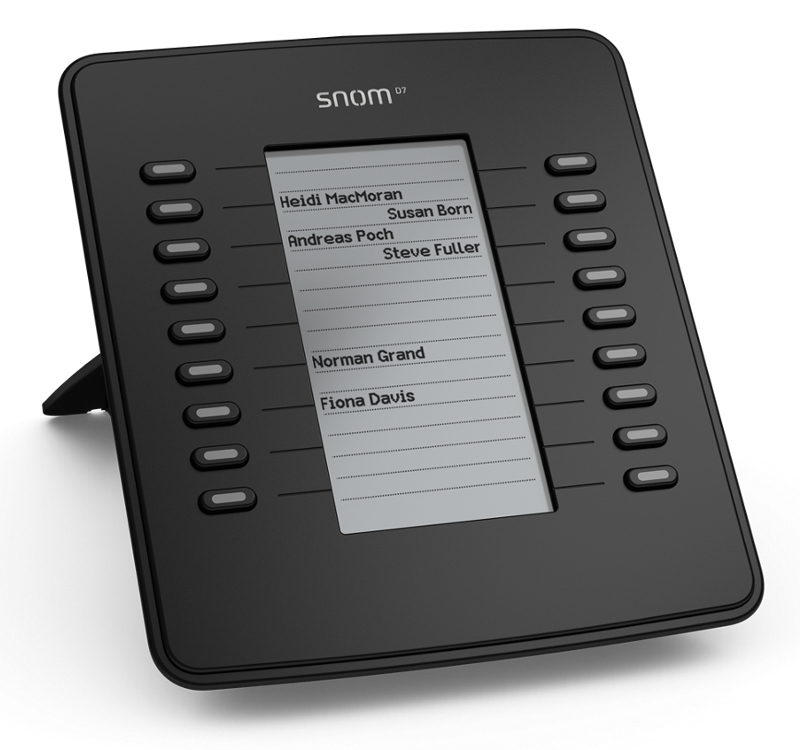 snom D7
Heidi MacMoran
Susan Born
Andreas Poch
Steve Fuller
Norman Grand
Fiona Davis